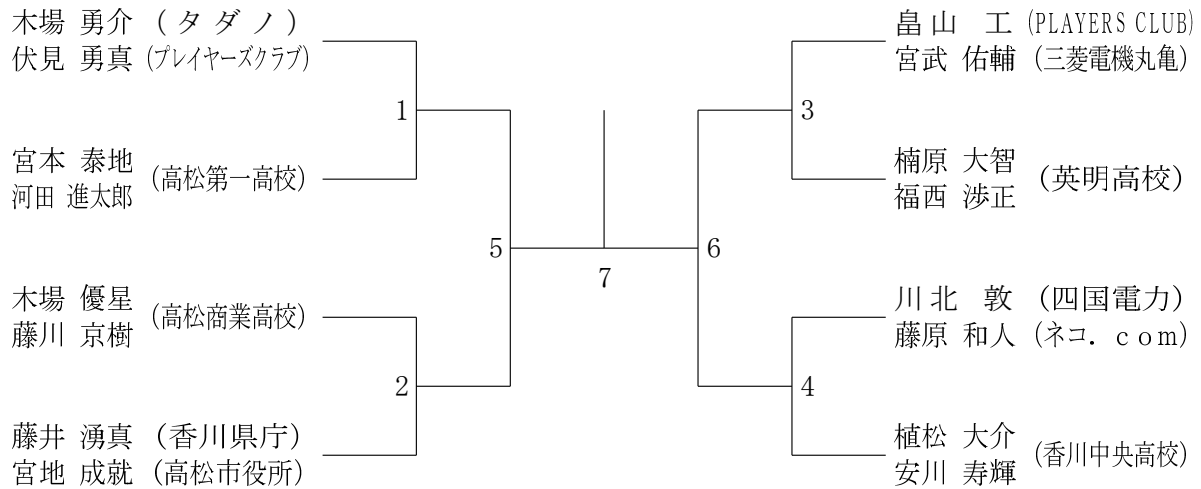 木場 勇介 (タダノ)
伏見 勇真 (プレイヤーズクラブ)
1
宮本 泰地
河田 進太郎 (高松第一高校)
5
木場 優星
藤川 京樹 (高松商業高校)
2
藤井 湧真 (香川県庁)
宮地 成就 (高松市役所)
7
畠山 工 (PLAYERS CLUB)
宮武 佑輔 (三菱電機丸亀)
3
楠原 大智
福西 渉正 (英明高校)
6
川北 敦 (四国電力)
藤原 和人 (ネコ．ｃｏｍ)
4
植松 大介
安川 寿輝 (香川中央高校)